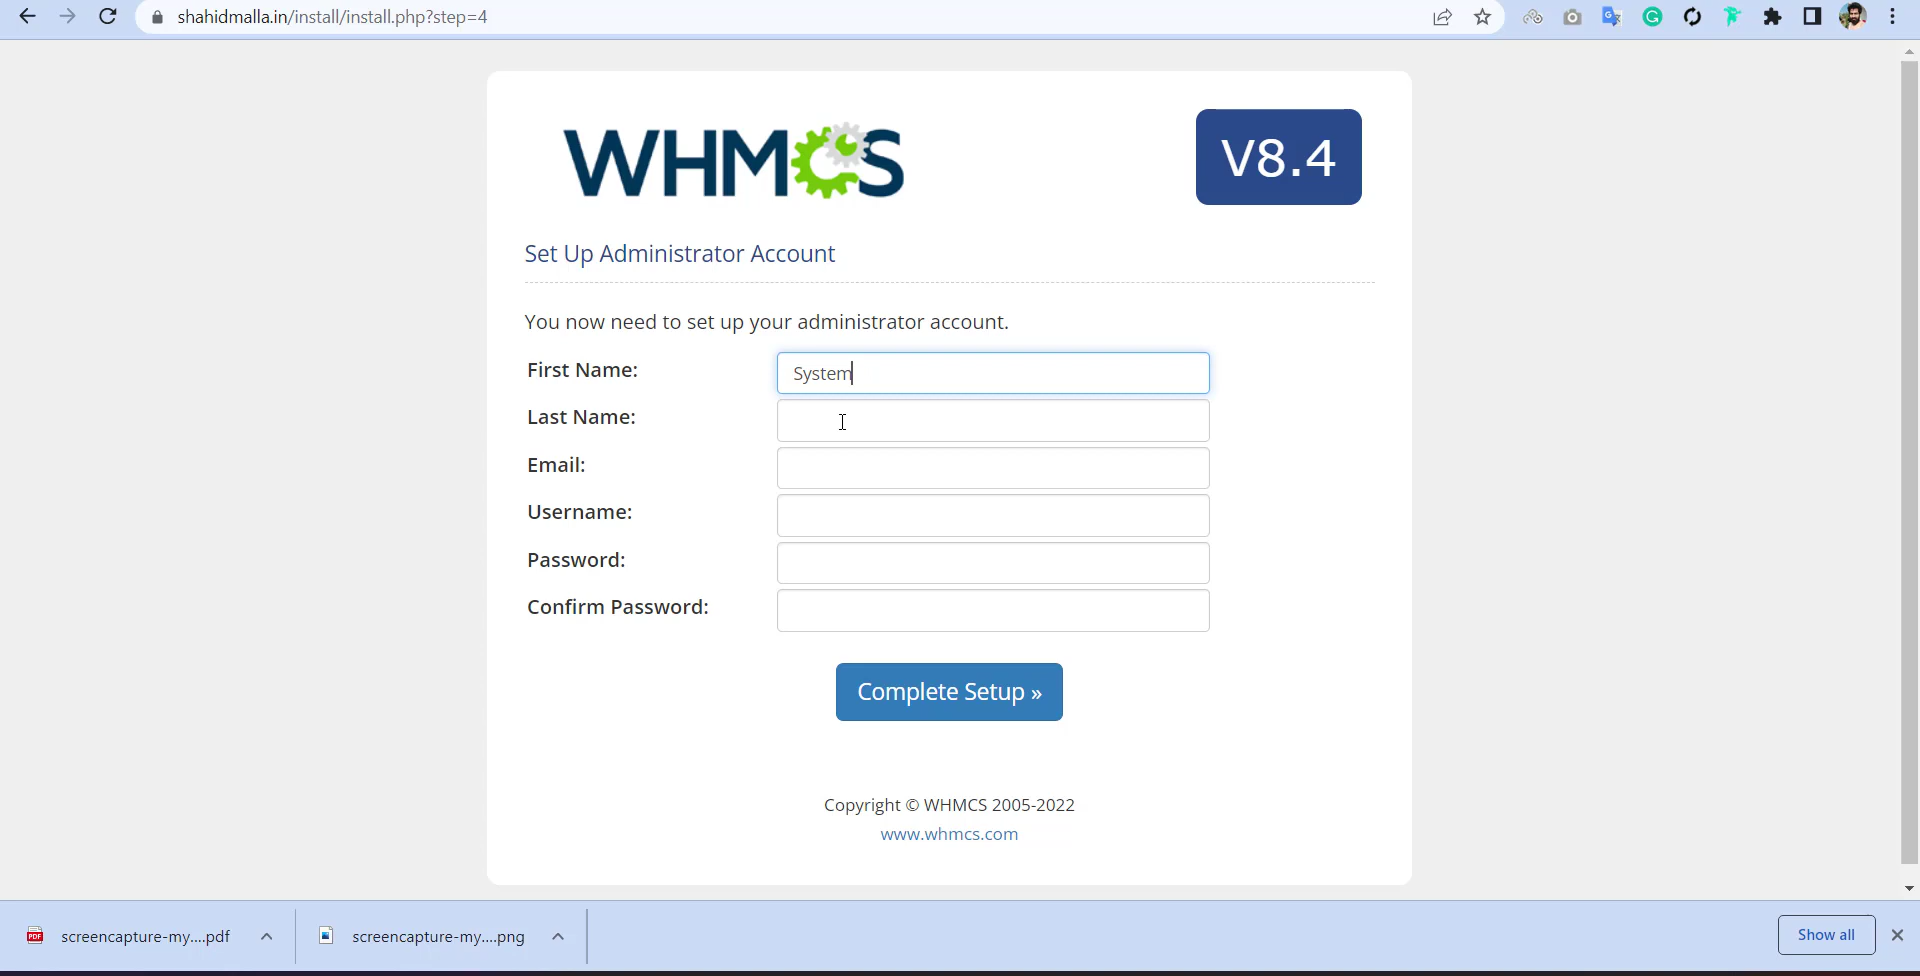 shahidmalla.in/install/install.php?step=4
WHMCS
V8.4
Set Up Administrator Account
You now need to set up your administrator account.
First Name:
System
Last Name:
Email:
Username:
Password:
Confirm Password:
Complete Setup »
Copyright © WHMCS 2005-2022
www.whmcs.com
screencapture-my....pdf
screencapture-my....png
Show all